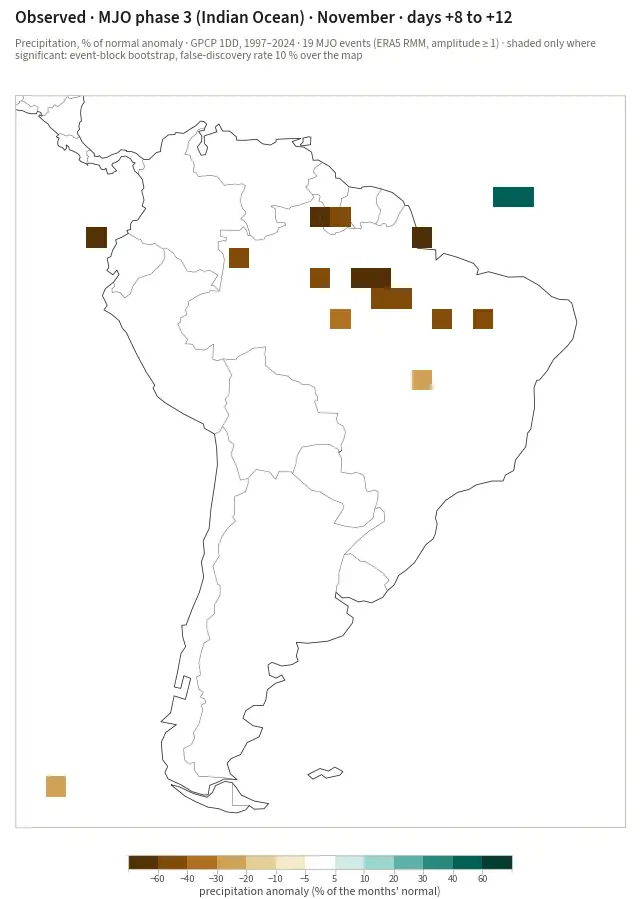 Observed · MJO phase 3 (Indian Ocean) · November · days +8 to +12
Precipitation, % of normal anomaly · GPCP 1DD, 1997–2024 · 19 MJO events (ERA5 RMM, amplitude ≥ 1) · shaded only where
significant: event-block bootstrap, false-discovery rate 10 % over the map
−60 −40 −30 −20 −10 −5 5 10 20 30 40 60
precipitation anomaly (% of the months' normal)